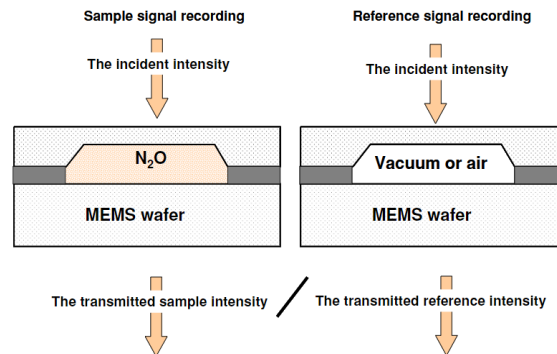 Sample signal recording
Reference signal recording
The incident intensity
The incident intensity
N₂O
Vacuum or air
MEMS wafer
MEMS wafer
The transmitted sample intensity
/
The transmitted reference intensity